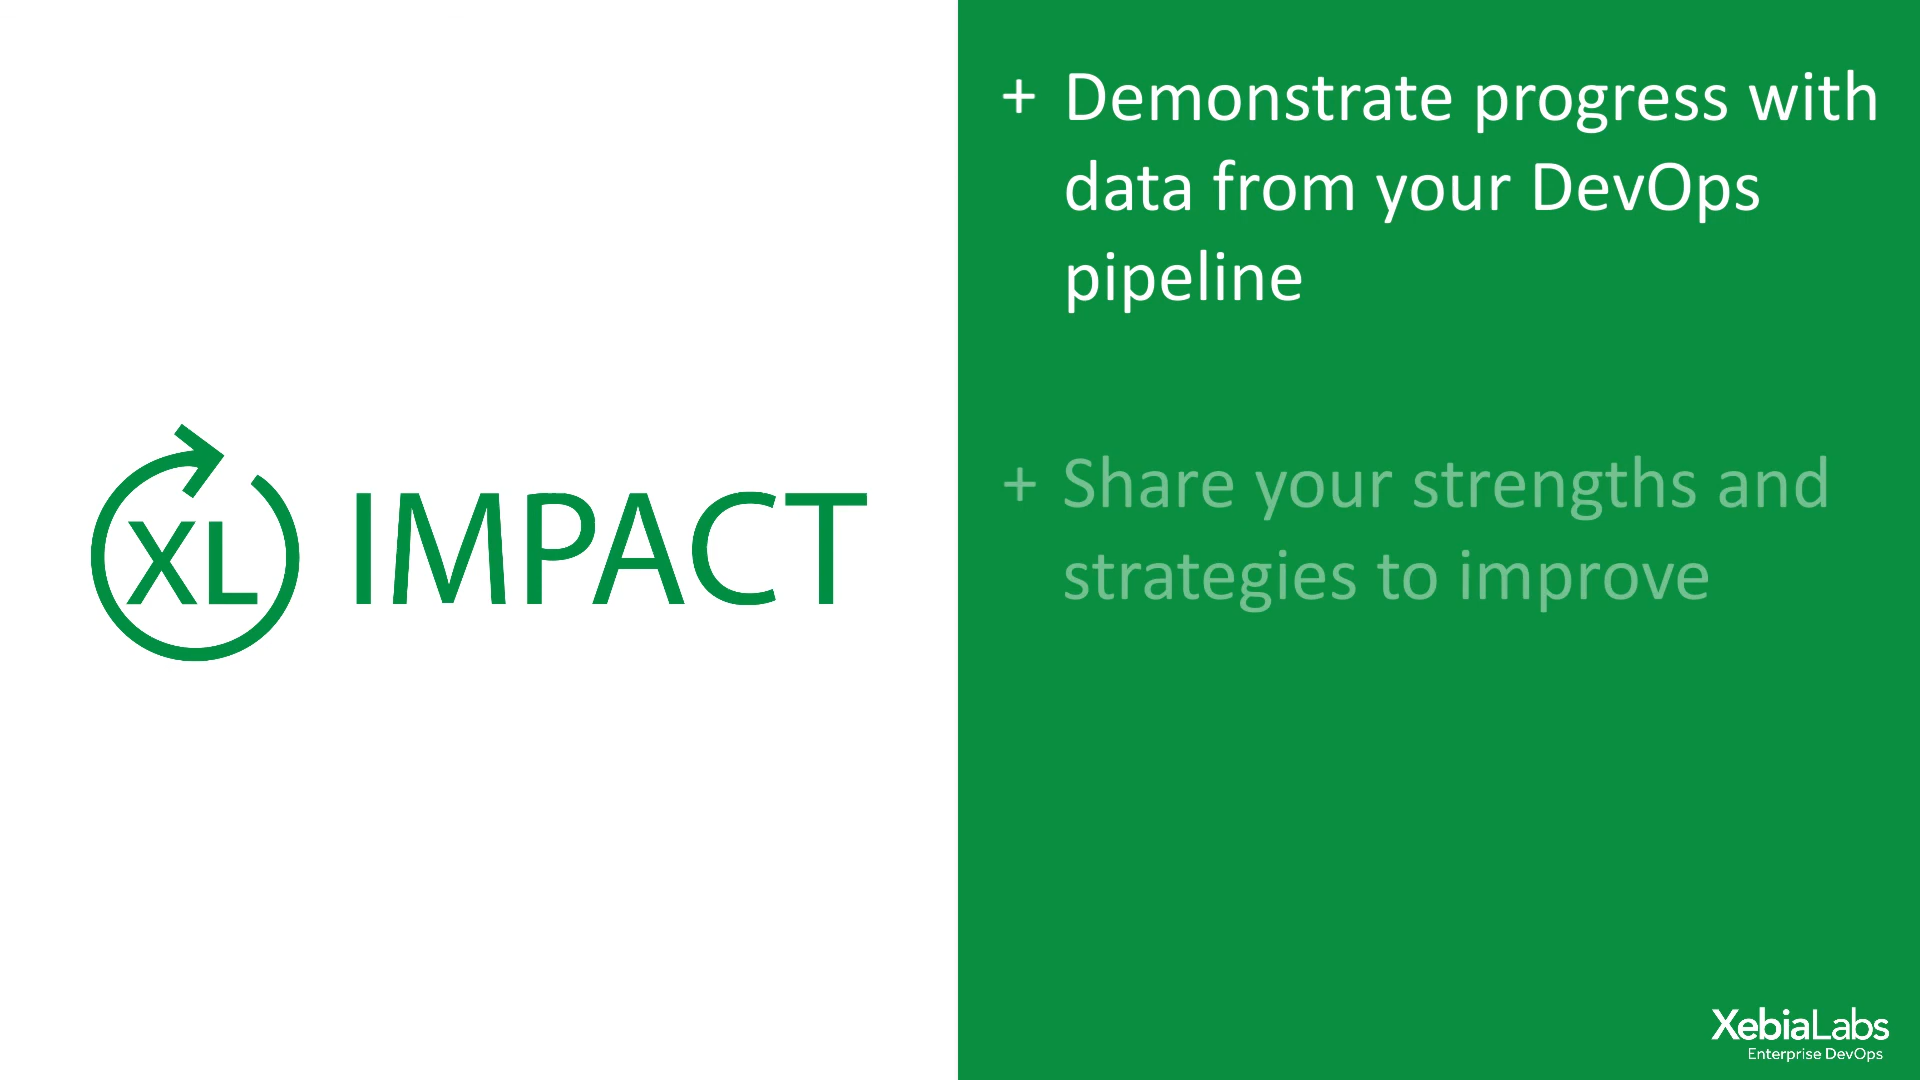 XL IMPACT
+ Demonstrate progress with
data from your DevOps
pipeline
+ Share your strengths and
strategies to improve
XebiaLabs
Enterprise DevOps